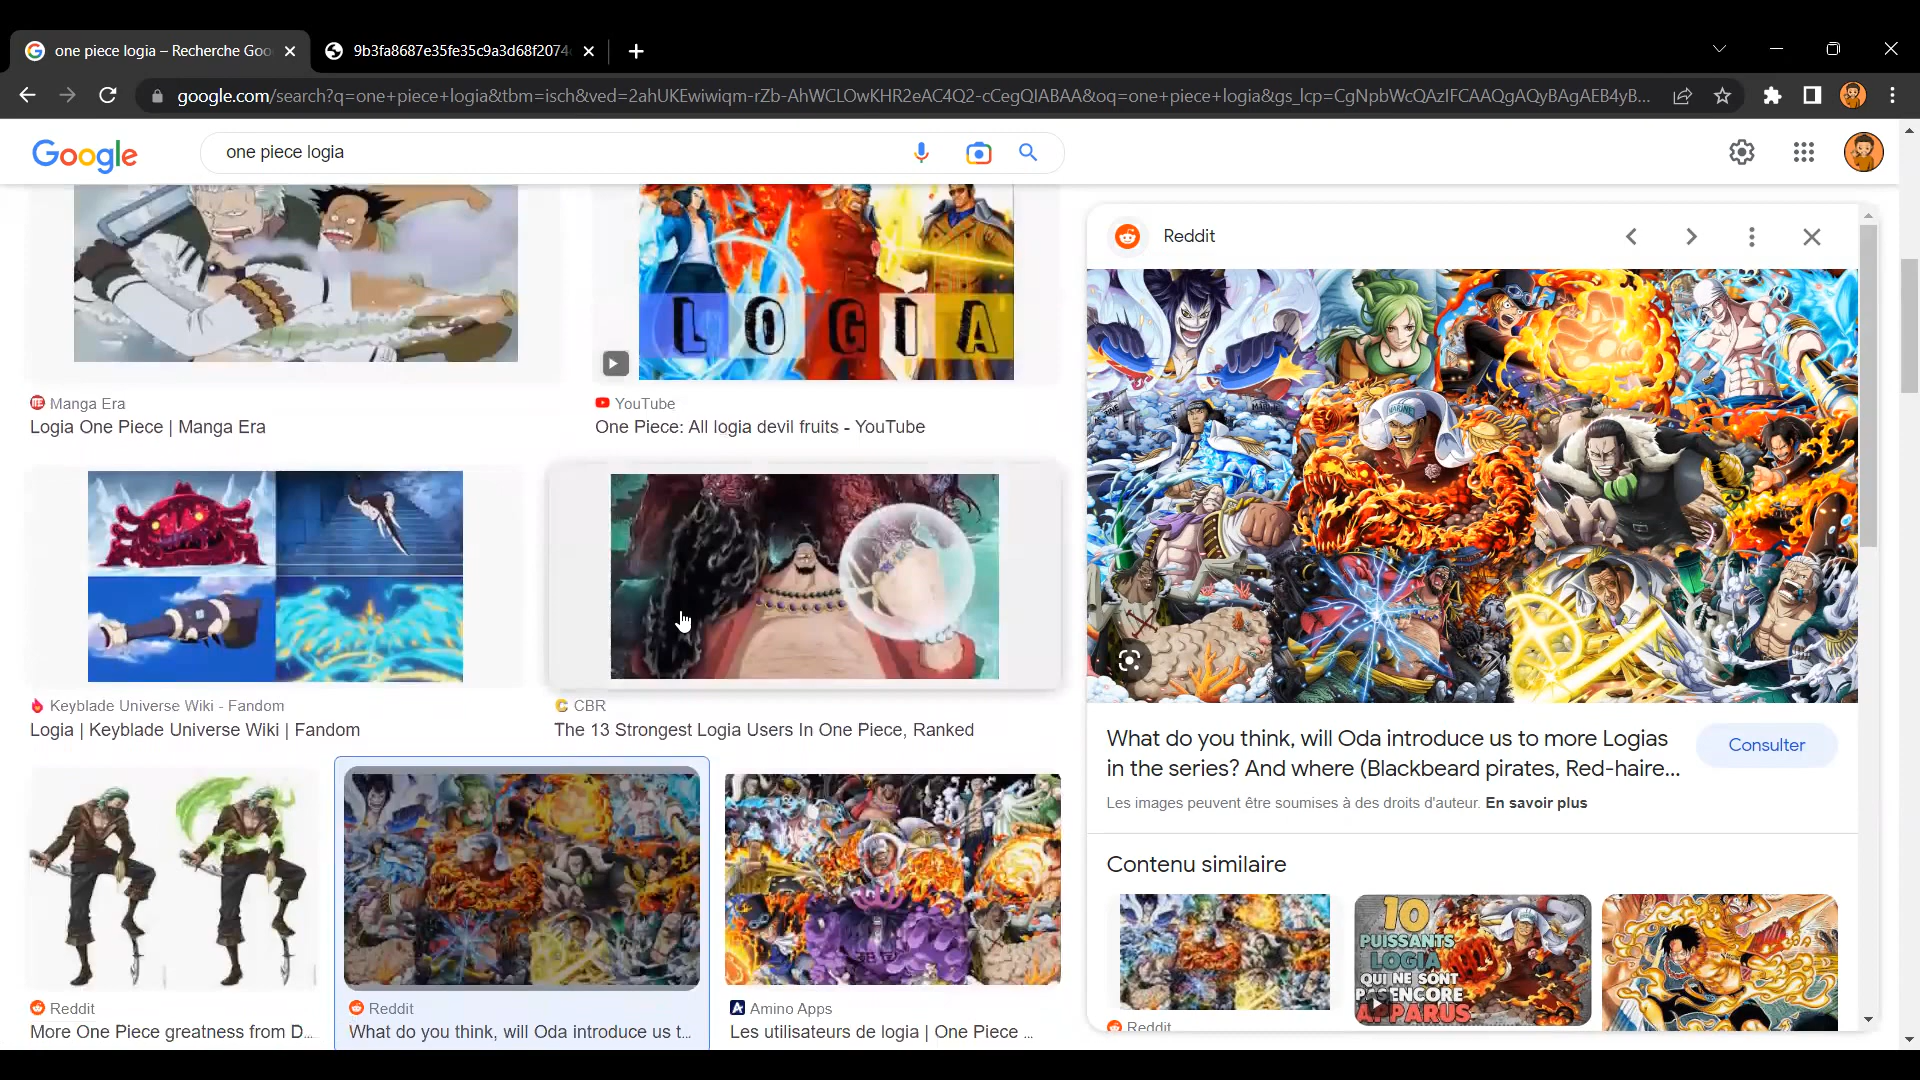 one piece logia – Recherche Goo
9b3fa8687e35fe35c9a3d68f2074
google.com/search?q=one+piece+logia&tbm=isch&ved=2ahUKEwiwiqm-rZb-AhWCLOwKHR2eAC4Q2-cCegQIABAA&oq=one+piece+logia&gs_lcp=CgNpbWcQAzIFCAAQgAQyBAgAEB4yB...
Google
one piece logia
Reddit
LOGIA
Manga Era
Logia One Piece | Manga Era
YouTube
One Piece: All logia devil fruits - YouTube
MARINE
Keyblade Universe Wiki - Fandom
Logia | Keyblade Universe Wiki | Fandom
CBR
The 13 Strongest Logia Users In One Piece, Ranked
What do you think, will Oda introduce us to more Logias
in the series? And where (Blackbeard pirates, Red-haire...
Consulter
Les images peuvent être soumises à des droits d'auteur. En savoir plus
Contenu similaire
10
PUISSANTS
LOGIA
QUI NE SONT
PAS ENCORE
APPARUS
Reddit
More One Piece greatness from D...
Reddit
What do you think, will Oda introduce us t...
Amino Apps
Les utilisateurs de logia | One Piece ...
Reddit